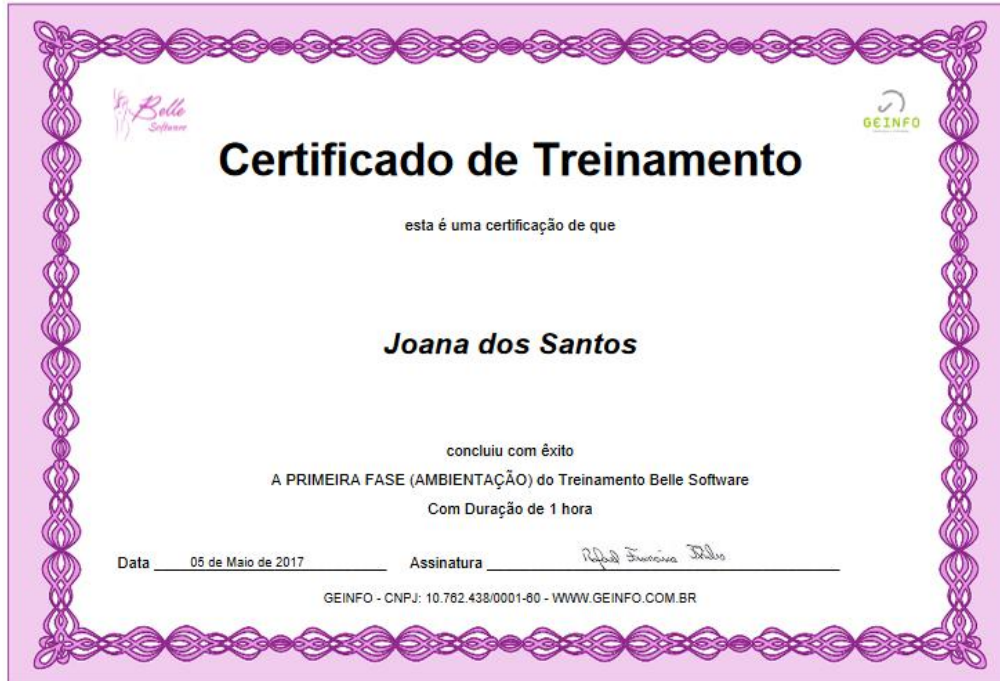 Belle
Software
GEINFO
Certificado de Treinamento
esta é uma certificação de que
Joana dos Santos
concluiu com êxito
A PRIMEIRA FASE (AMBIENTAÇÃO) do Treinamento Belle Software
Com Duração de 1 hora
Data 05 de Maio de 2017 Assinatura Rafael
GEINFO - CNPJ: 10.762.438/0001-60 - WWW.GEINFO.COM.BR